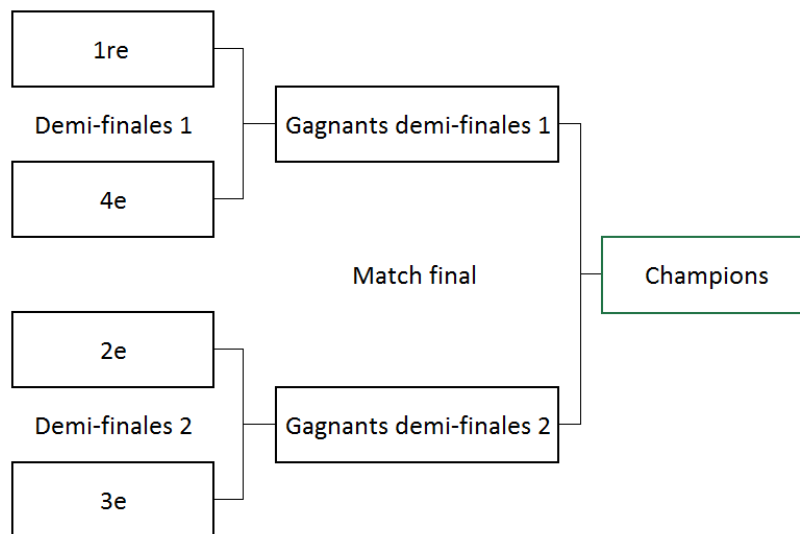 1re
Demi-finales 1
4e
Gagnants demi-finales 1
Match final
Champions
2e
Demi-finales 2
3e
Gagnants demi-finales 2